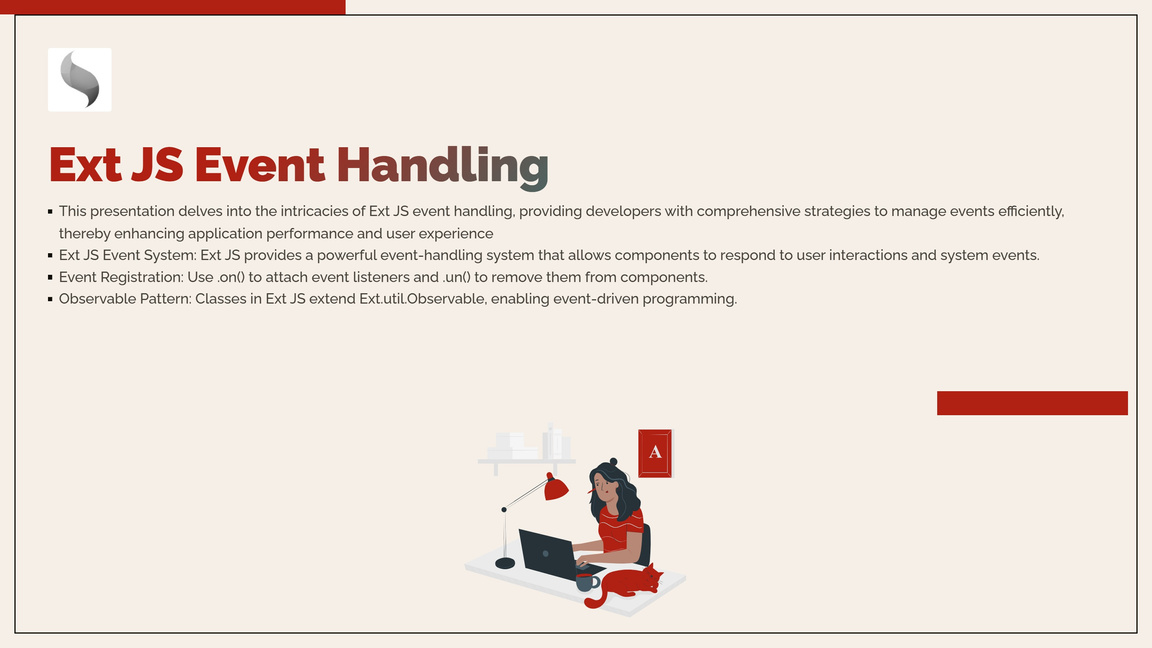 Ext JS Event Handling
This presentation delves into the intricacies of Ext JS event handling, providing developers with comprehensive strategies to manage events efficiently,
thereby enhancing application performance and user experience
Ext JS Event System: Ext JS provides a powerful event-handling system that allows components to respond to user interactions and system events.
Event Registration: Use .on() to attach event listeners and .un() to remove them from components.
Observable Pattern: Classes in Ext JS extend Ext.util.Observable, enabling event-driven programming.
A